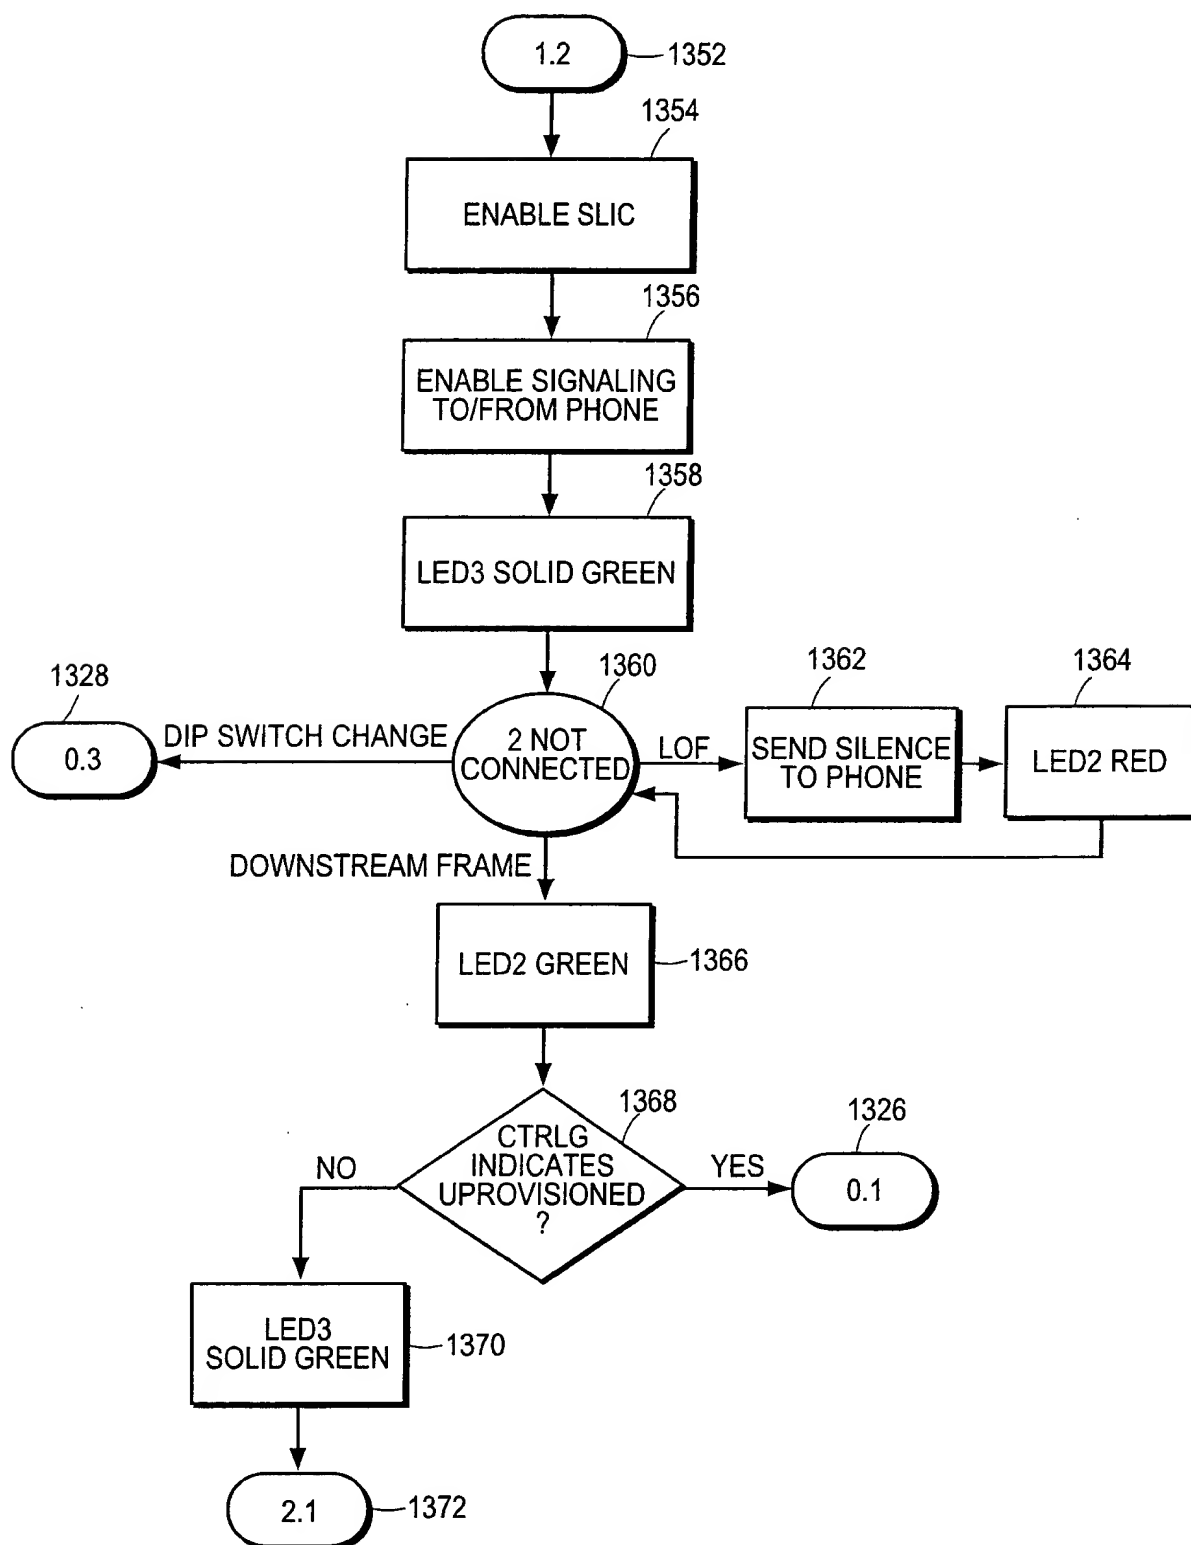 1.2
1352
1354
ENABLE SLIC
1356
ENABLE SIGNALING
TO/FROM PHONE
1358
LED3 SOLID GREEN
1328
0.3
DIP SWITCH CHANGE
1360
2 NOT
CONNECTED
LOF
1362
SEND SILENCE
TO PHONE
1364
LED2 RED
DOWNSTREAM FRAME
LED2 GREEN
1366
1368
CTRLG
INDICATES
UPROVISIONED
?
NO
YES
1326
0.1
LED3
SOLID GREEN
1370
2.1
1372